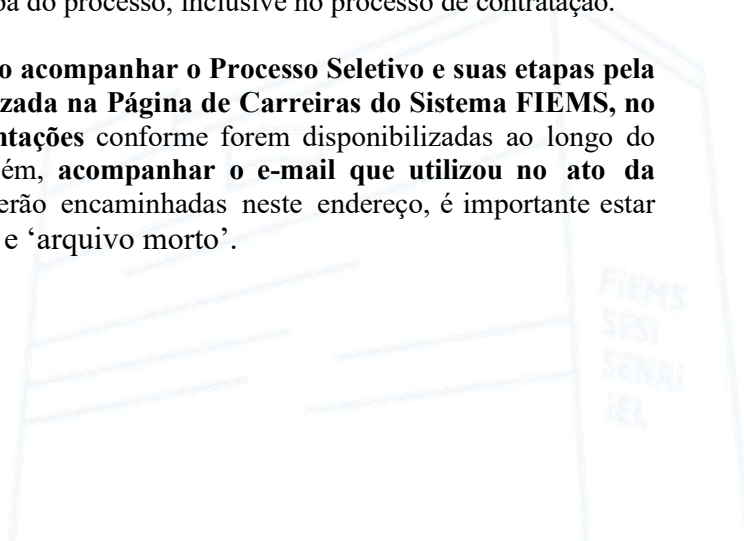 do processo, inclusive no processo de contratação.
o acompanhar o Processo Seletivo e suas etapas pela
zada na Página de Carreiras do Sistema FIEMS, no
ntações conforme forem disponibilizadas ao longo do
ém, acompanhar o e-mail que utilizou no ato da
erão encaminhadas neste endereço, é importante estar
e ‘arquivo morto’.
FiEMS
SESi
SENAi
iEL